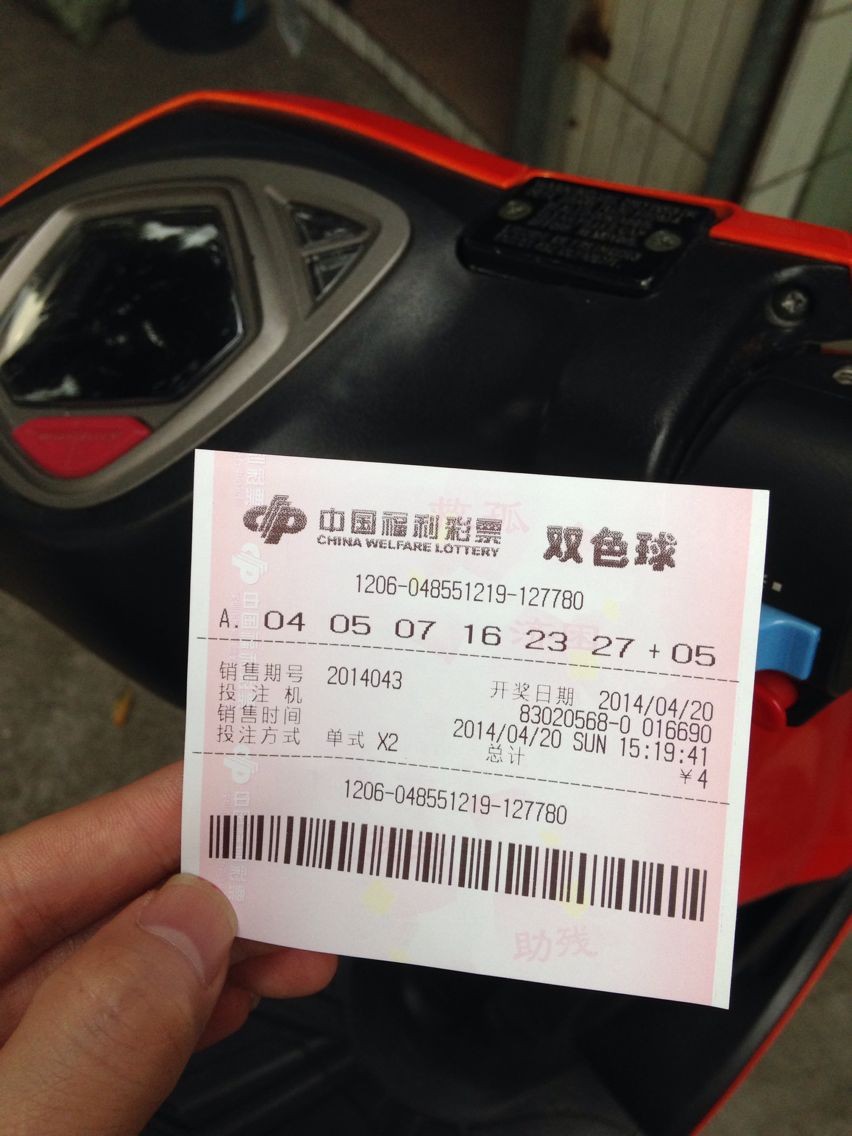 中国福利彩票 双色球
CHINA WELFARE LOTTERY
1206-048551219-127780
A. 04 05 07 16 23 27 + 05
销售期号 2014043 开奖日期 2014/04/20
投注机 83020568-0 016690
销售时间 2014/04/20 SUN 15:19:41
投注方式 单式 X2 总计 ¥4
1206-048551219-127780
助残